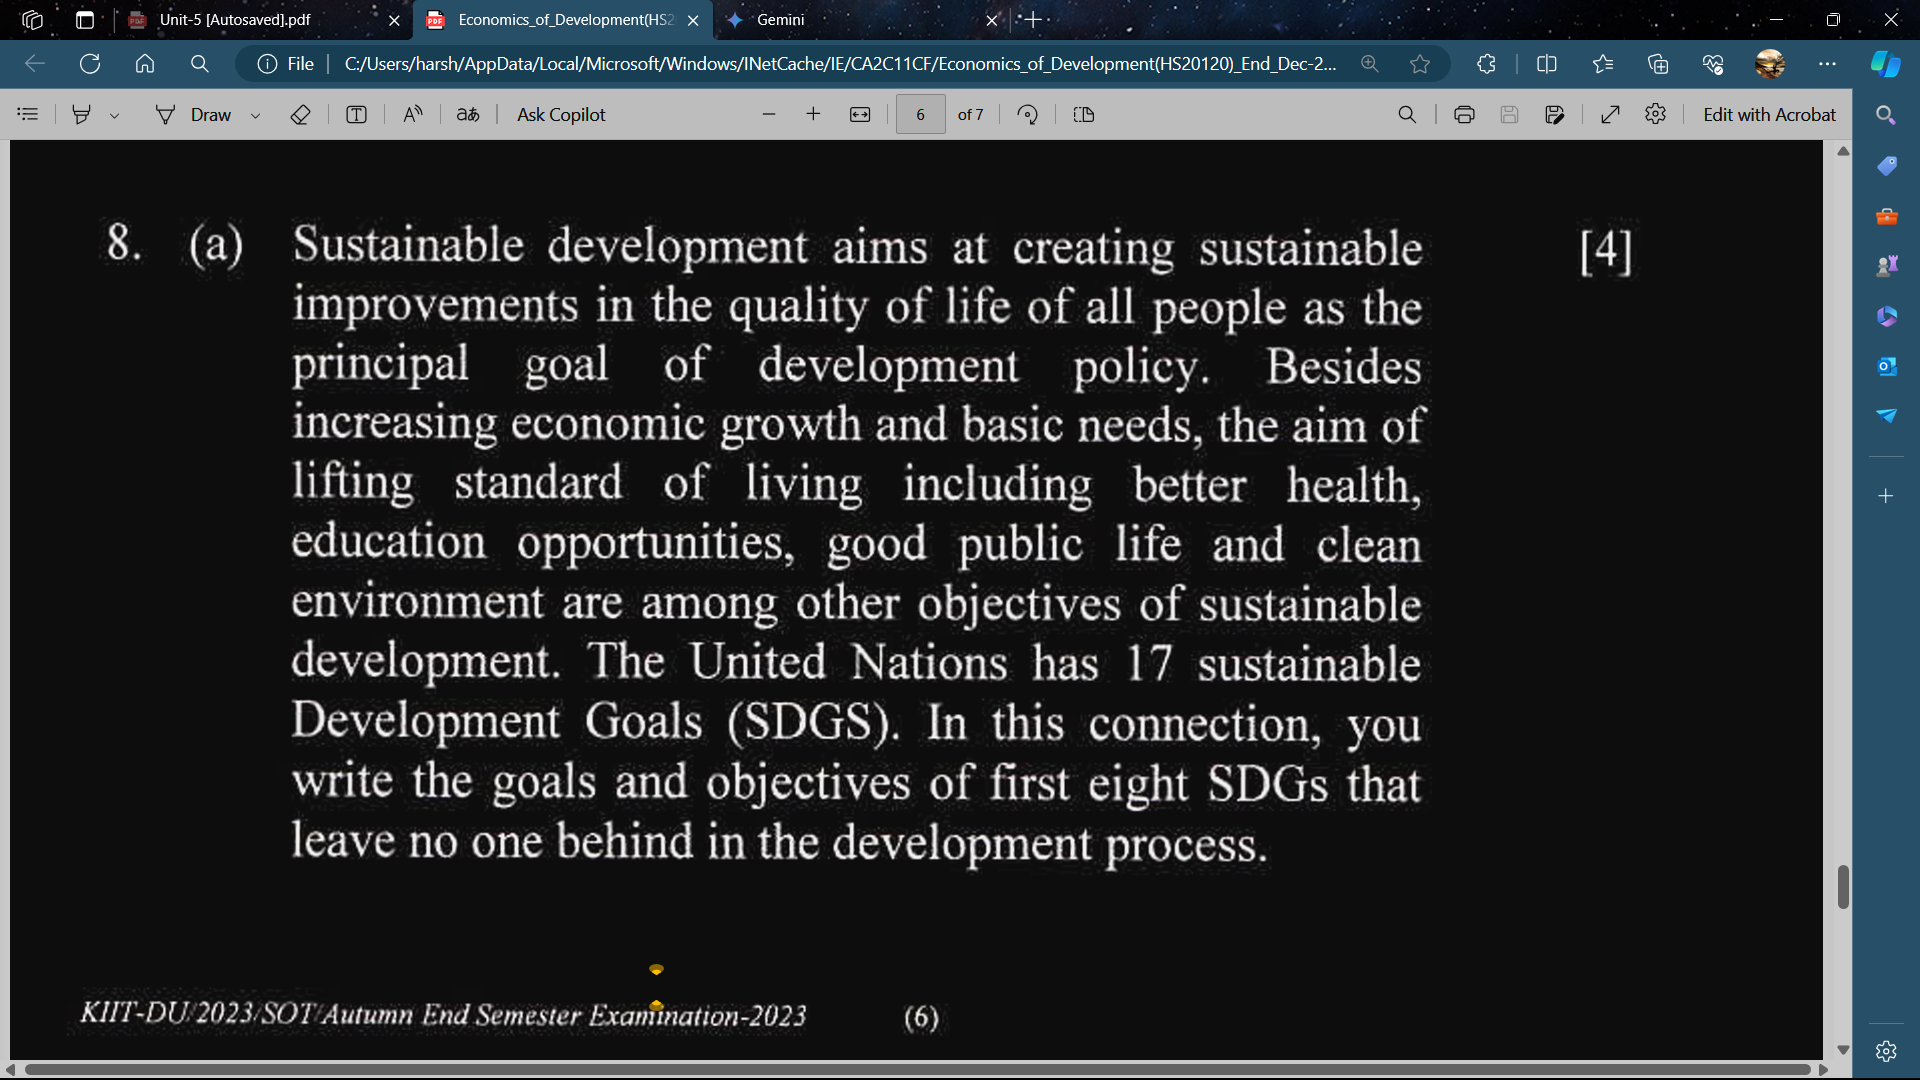 Unit-5 [Autosaved].pdf
Economics_of_Development(HS2
Gemini
File
C:/Users/harsh/AppData/Local/Microsoft/Windows/INetCache/IE/CA2C11CF/Economics_of_Development(HS20120)_End_Dec-2...
Draw
aあ
Ask Copilot
6
of 7
Edit with Acrobat
8. (a) Sustainable development aims at creating sustainable [4]
improvements in the quality of life of all people as the
principal goal of development policy. Besides
increasing economic growth and basic needs, the aim of
lifting standard of living including better health,
education opportunities, good public life and clean
environment are among other objectives of sustainable
development. The United Nations has 17 sustainable
Development Goals (SDGS). In this connection, you
write the goals and objectives of first eight SDGs that
leave no one behind in the development process.
KIIT-DU/2023/SOT/Autumn End Semester Examination-2023 (6)